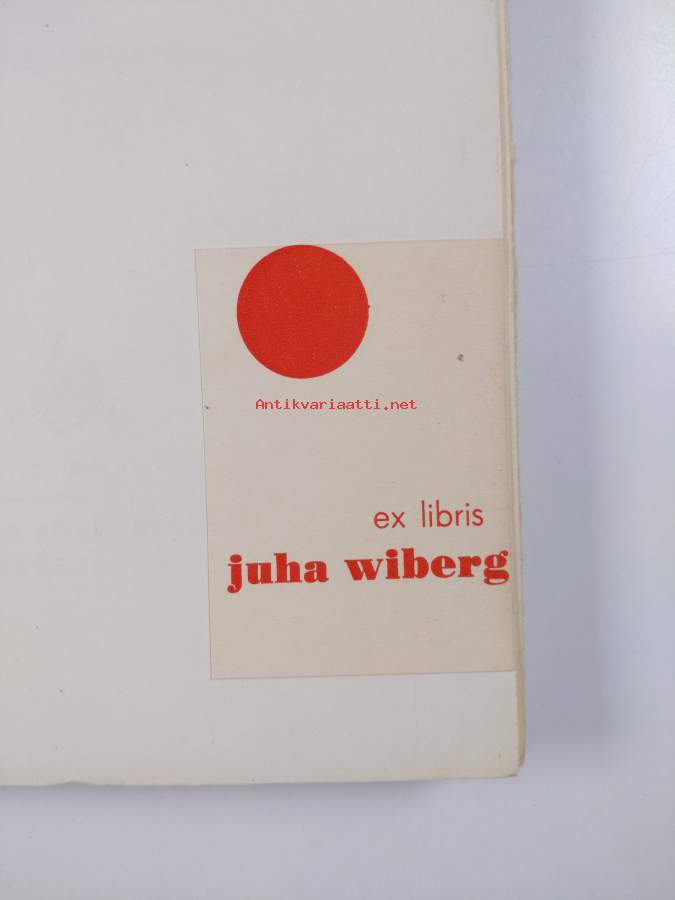 Antikvariaatti.net
ex libris
juha wiberg